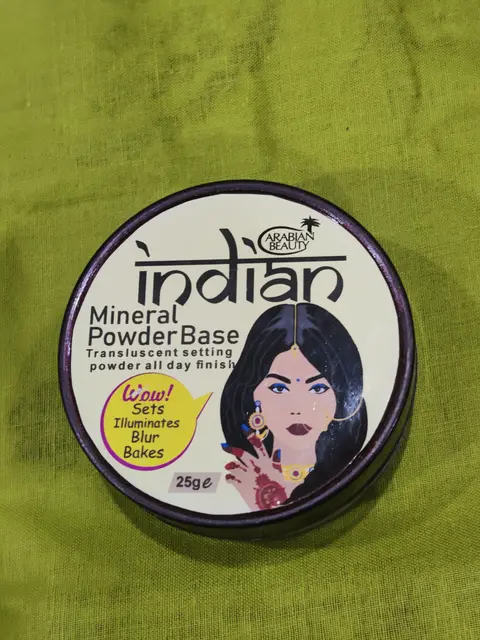 ARABIAN
BEAUTY
indian
Mineral
Powder Base
Transluscent setting
powder all day finish
Wow!
Sets
Illuminates
Blur
Bakes
25g e